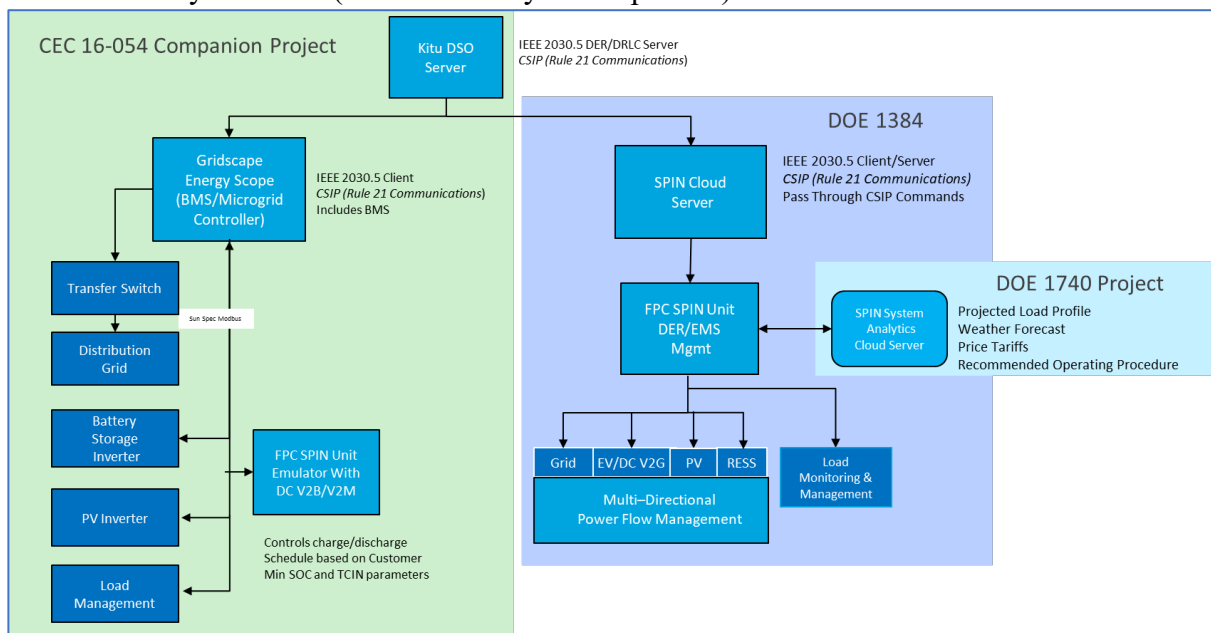 CEC 16-054 Companion Project
Kitu DSO
Server
IEEE 2030.5 DER/DRLC Server
CSIP (Rule 21 Communications)
DOE 1384
Gridscape
Energy Scope
(BMS/Microgrid
Controller)
IEEE 2030.5 Client
CSIP (Rule 21 Communications)
Includes BMS
SPIN Cloud
Server
IEEE 2030.5 Client/Server
CSIP (Rule 21 Communications)
Pass Through CSIP Commands
Transfer Switch
Sun Spec Modbus
Distribution
Grid
FPC SPIN Unit
DER/EMS
Mgmt
DOE 1740 Project
SPIN System
Analytics
Cloud Server
Projected Load Profile
Weather Forecast
Price Tariffs
Recommended Operating Procedure
Battery
Storage
Inverter
FPC SPIN Unit
Emulator With
DC V2B/V2M
PV Inverter
Load
Management
Controls charge/discharge
Schedule based on Customer
Min SOC and TCIN parameters
Grid
EV/DC V2G
PV
RESS
Multi–Directional
Power Flow Management
Load
Monitoring &
Management